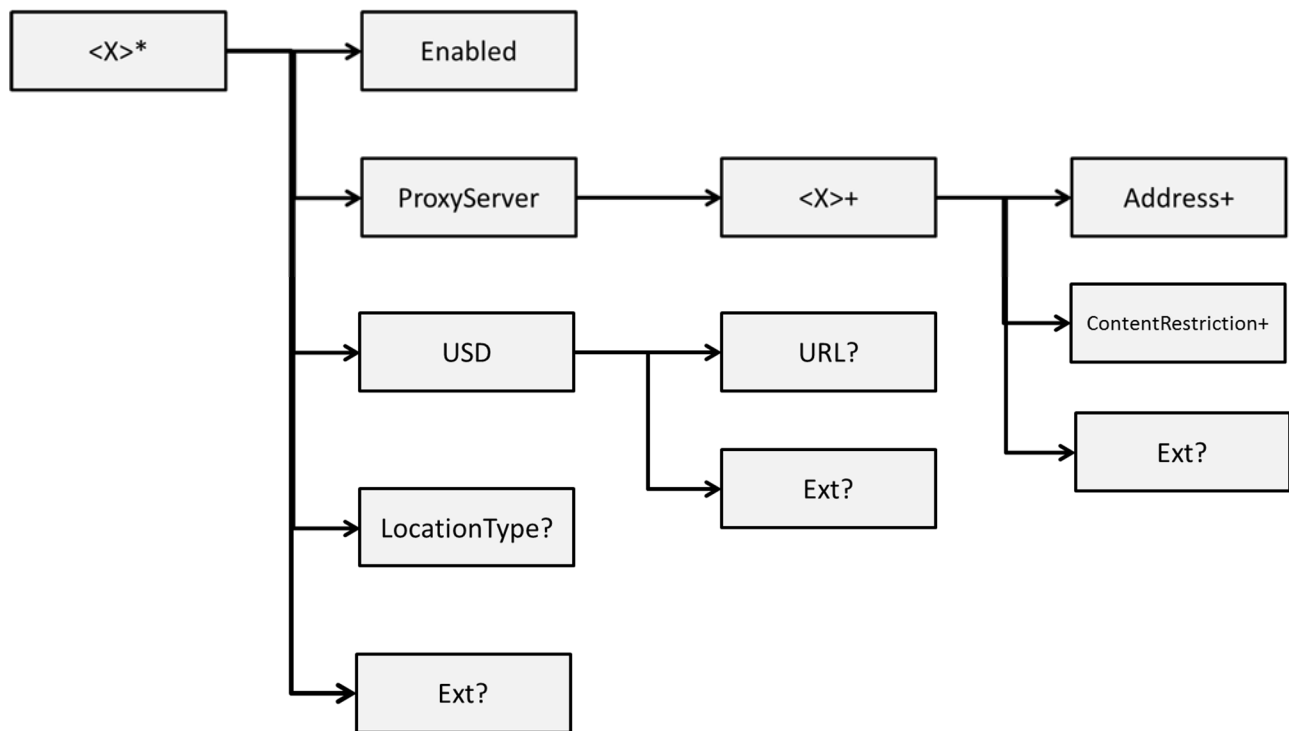 <X>*
Enabled
ProxyServer
<X>+
Address+
ContentRestriction+
USD
URL?
Ext?
Ext?
LocationType?
Ext?